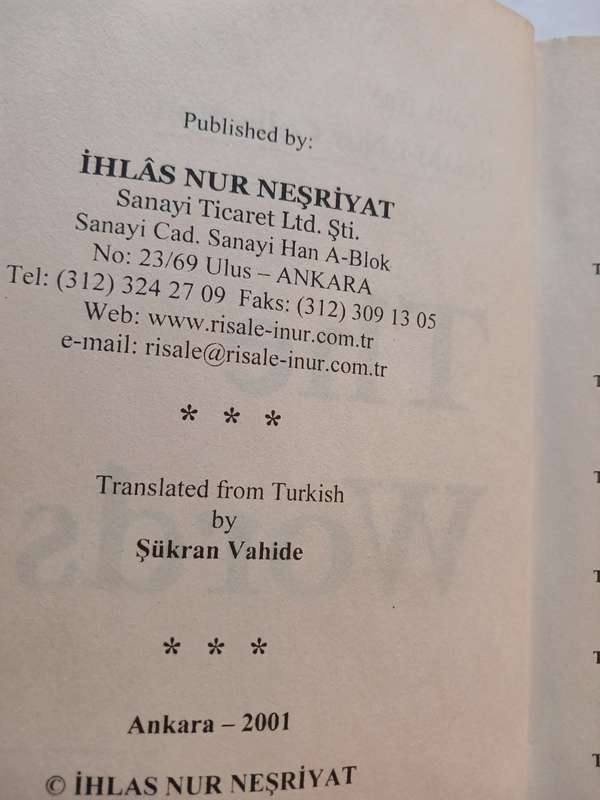 Published by:
İHLÂS NUR NEŞRİYAT
Sanayi Ticaret Ltd. Şti.
Sanayi Cad. Sanayi Han A-Blok
No: 23/69 Ulus – ANKARA
Tel: (312) 324 27 09 Faks: (312) 309 13 05
Web: www.risale-inur.com.tr
e-mail: risale@risale-inur.com.tr
* * *
Translated from Turkish
by
Şükran Vahide
* * *
Ankara – 2001
© İHLAS NUR NEŞRİYAT